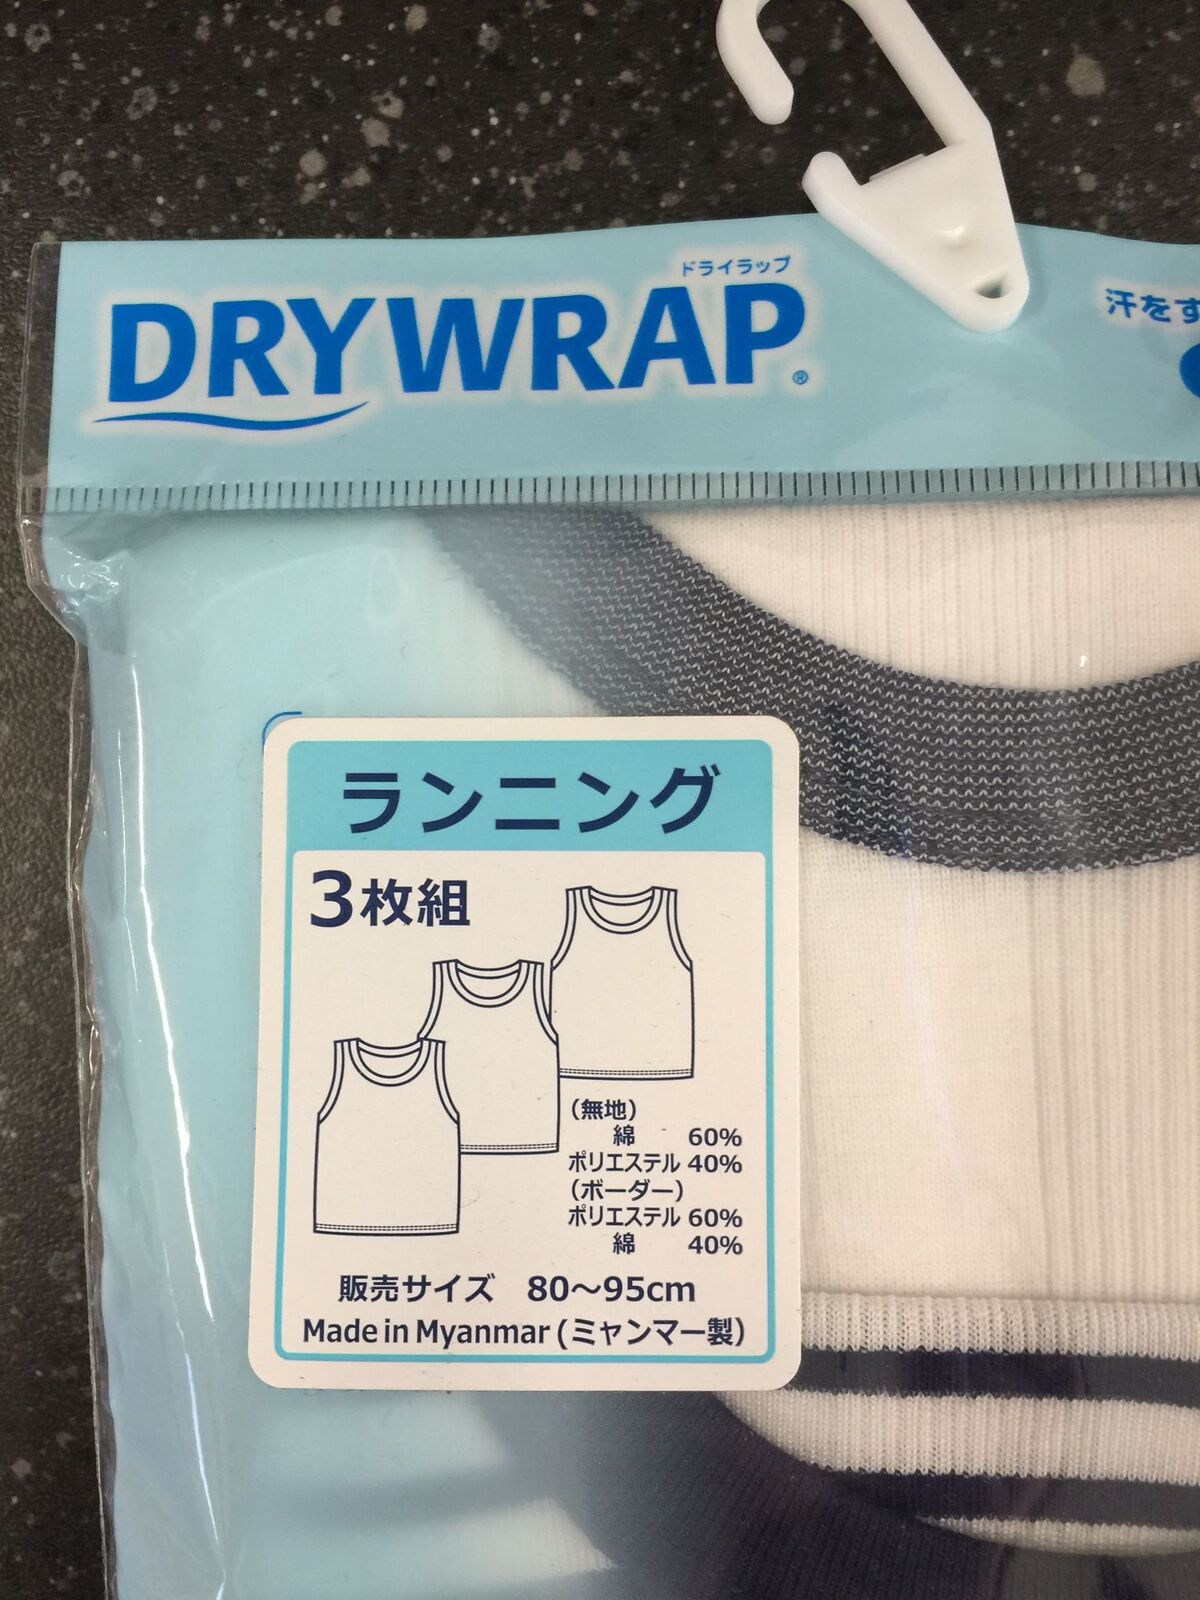 ドライラップ
DRYWRAP®
汗をす
ランニング
3枚組
(無地)
綿 60%
ポリエステル 40%
(ボーダー)
ポリエステル 60%
綿 40%
販売サイズ 80〜95cm
Made in Myanmar (ミャンマー製)